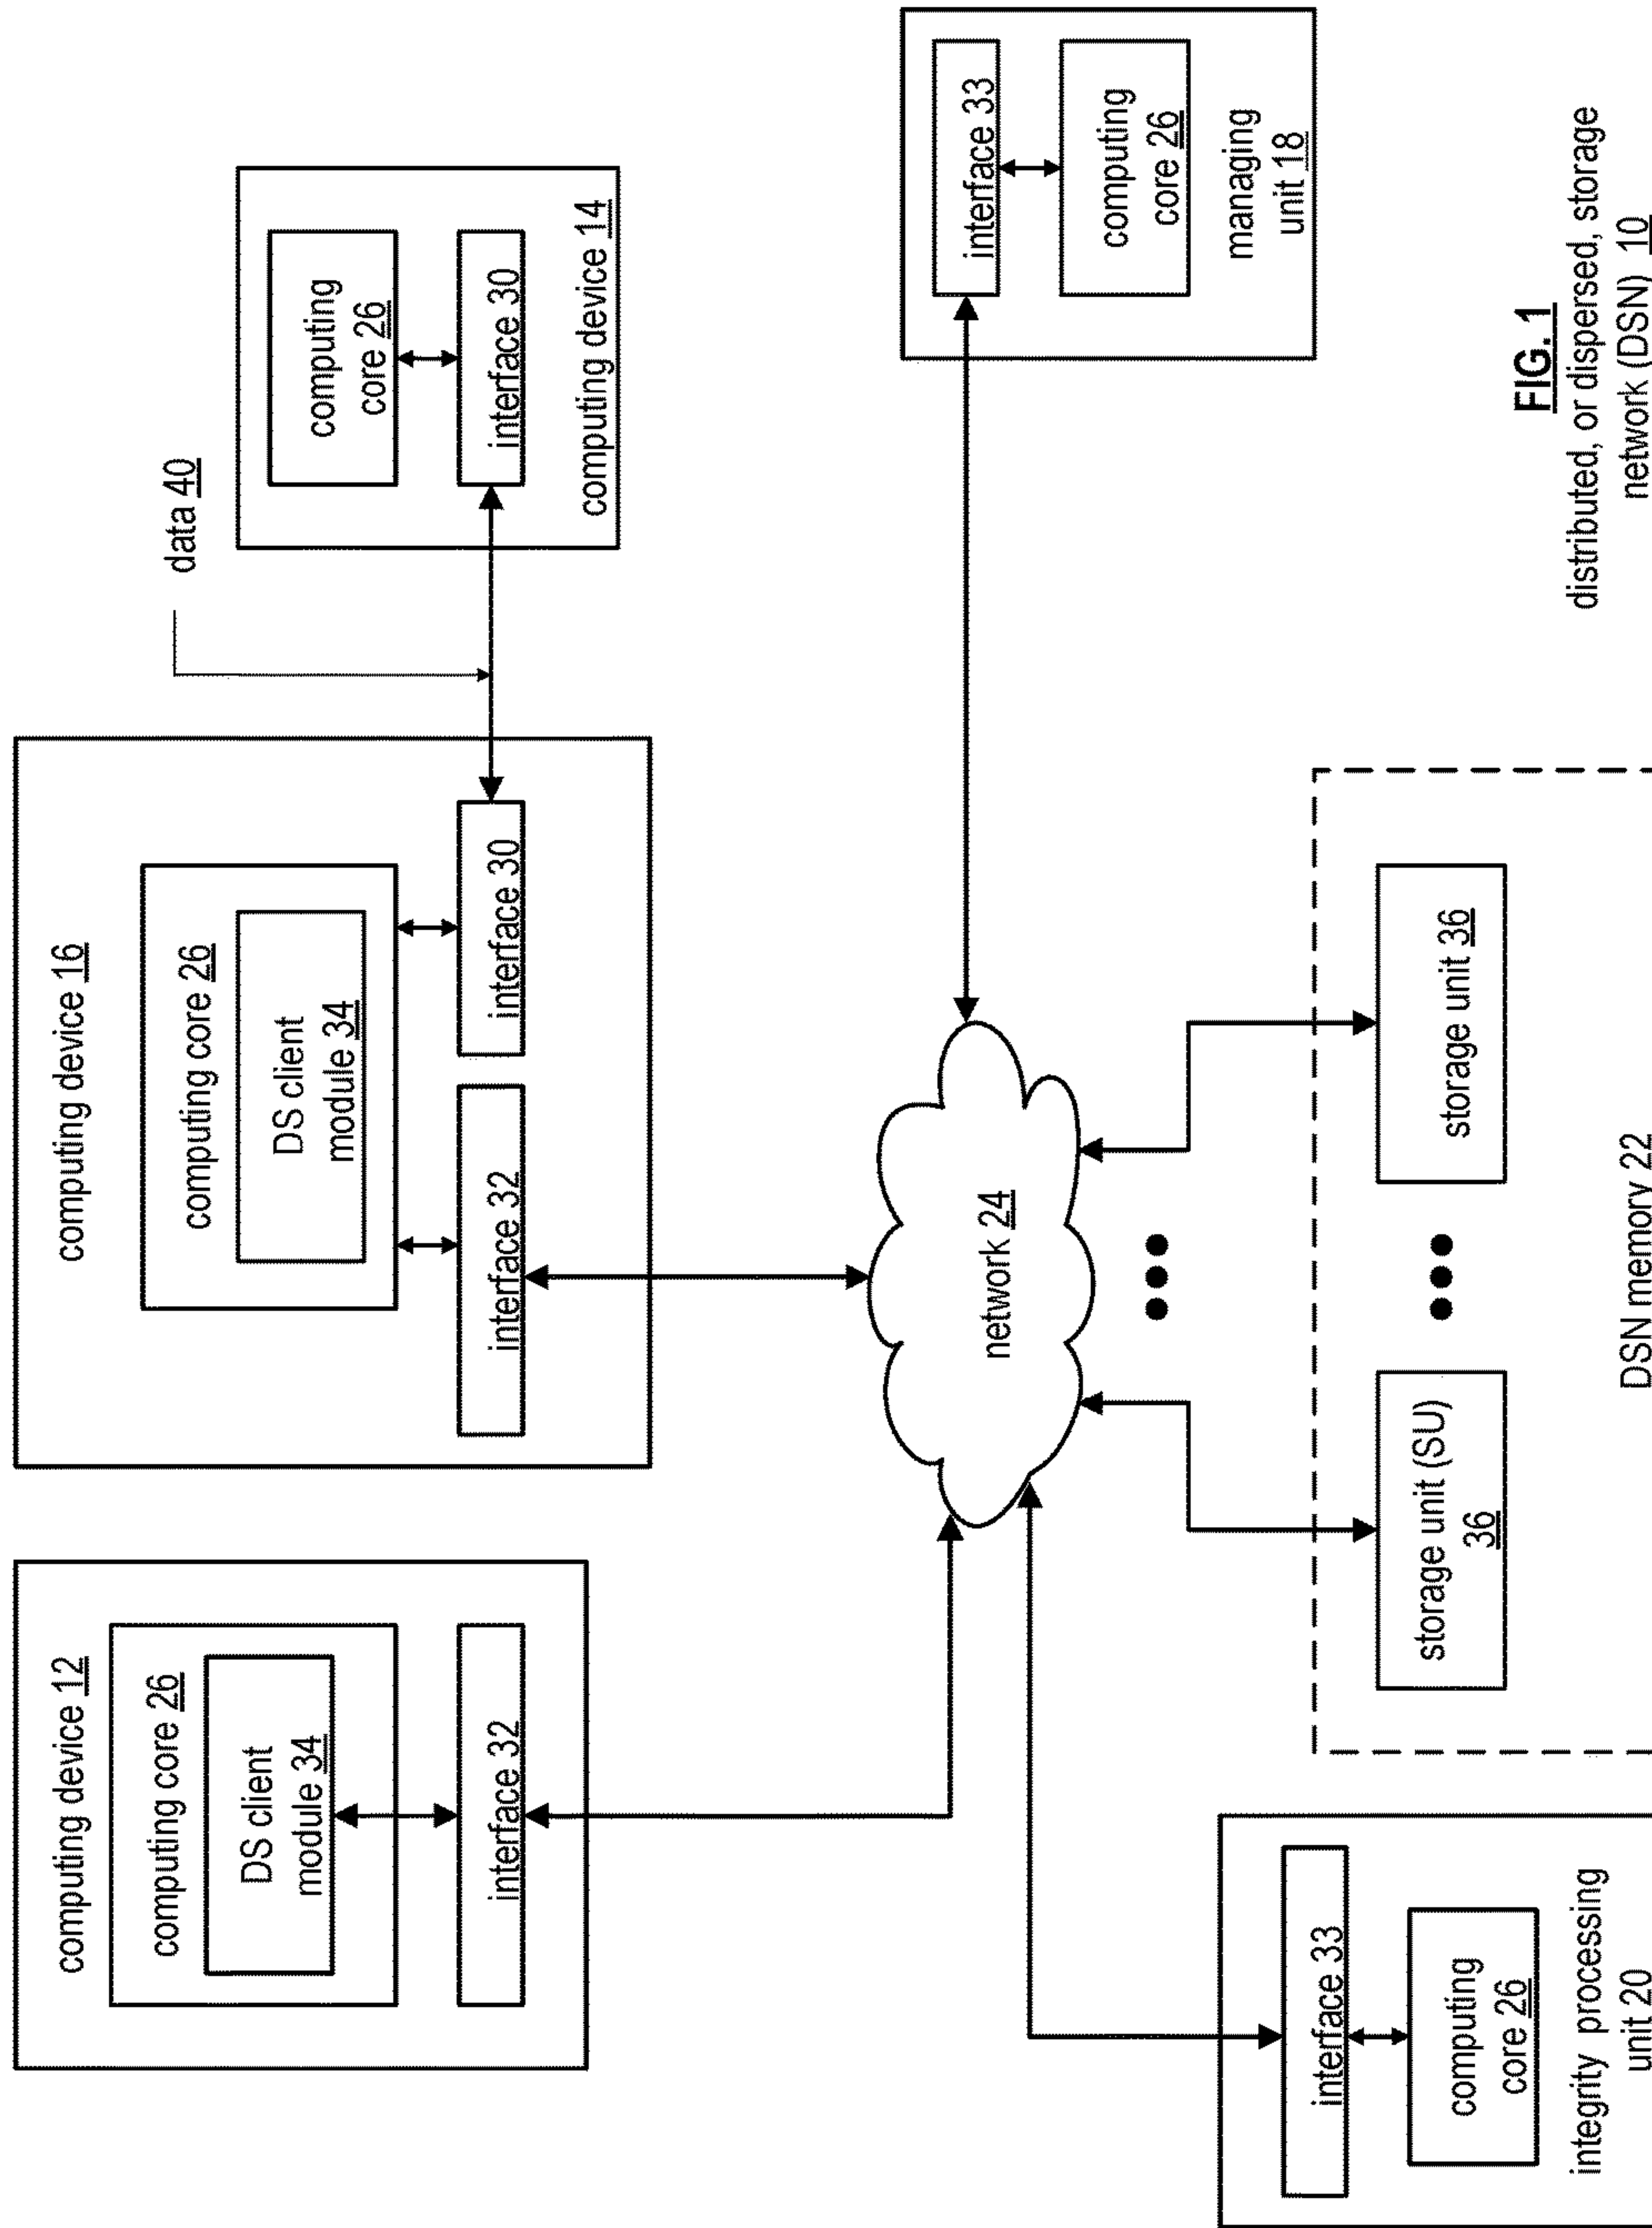 computing device 12
computing core 26
DS client
module 34
interface 32
computing device 16
computing core 26
DS client
module 34
interface 32
interface 30
data 40
computing
core 26
interface 30
computing device 14
network 24
interface 33
computing
core 26
managing
unit 18
interface 33
computing
core 26
integrity processing
unit 20
storage unit (SU)
36
storage unit 36
DSN memory 22
FIG. 1
distributed, or dispersed, storage
network (DSN) 10